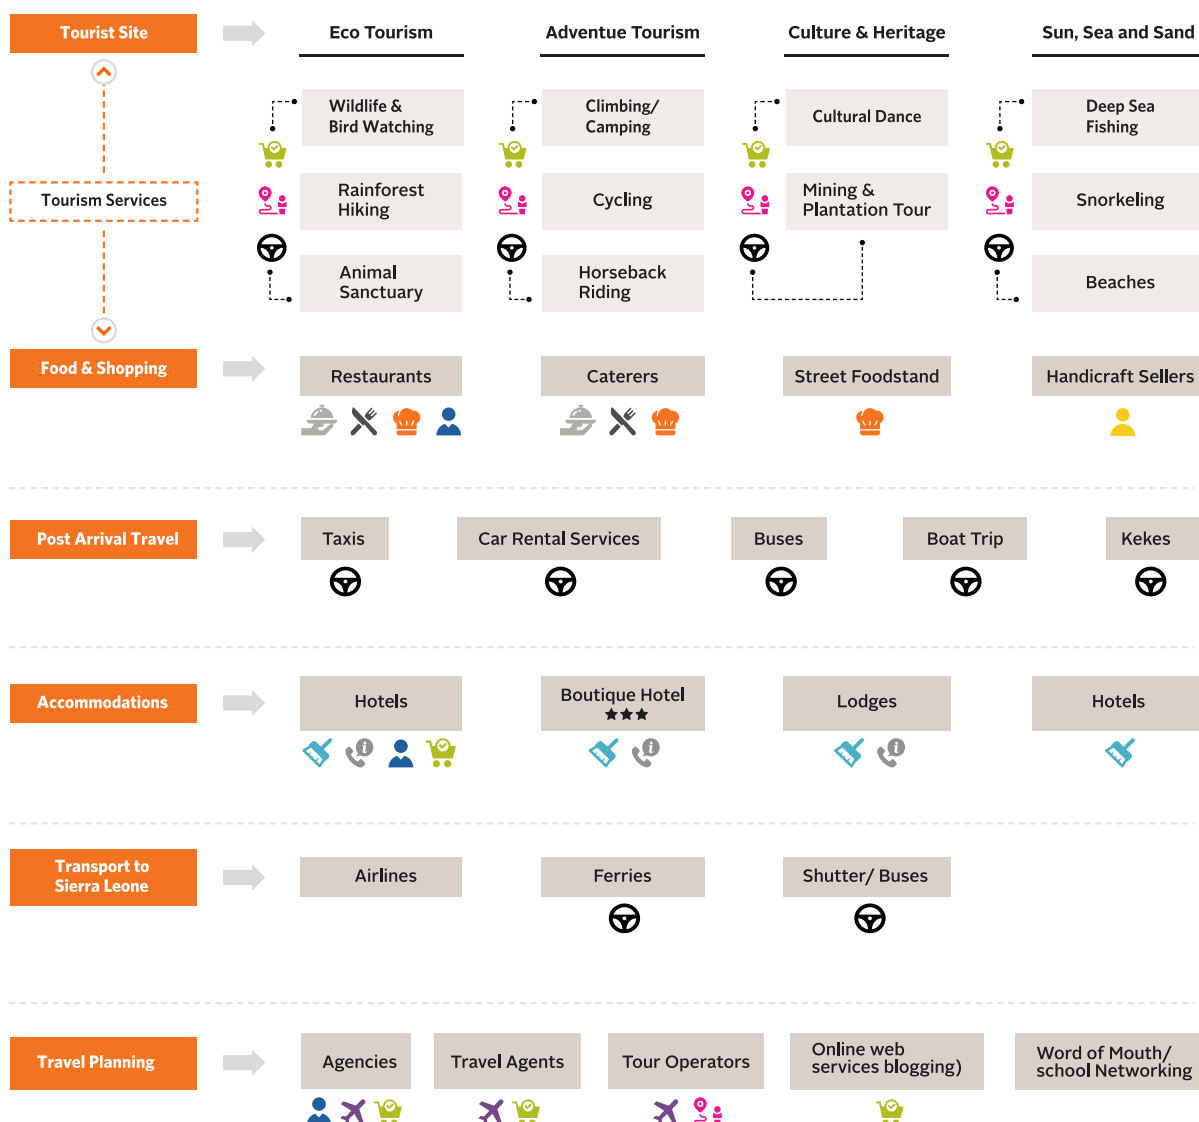 Tourist Site
Eco Tourism
Adventue Tourism
Culture & Heritage
Sun, Sea and Sand
Wildlife &
Bird Watching
Climbing/
Camping
Cultural Dance
Deep Sea
Fishing
Tourism Services
Rainforest
Hiking
Cycling
Mining &
Plantation Tour
Snorkeling
Animal
Sanctuary
Horseback
Riding
Beaches
Food & Shopping
Restaurants
Caterers
Street Foodstand
Handicraft Sellers
Post Arrival Travel
Taxis
Car Rental Services
Buses
Boat Trip
Kekes
Accommodations
Hotels
Boutique Hotel
★★★
Lodges
Hotels
Transport to
Sierra Leone
Airlines
Ferries
Shutter/ Buses
Travel Planning
Agencies
Travel Agents
Tour Operators
Online web
services blogging)
Word of Mouth/
school Networking